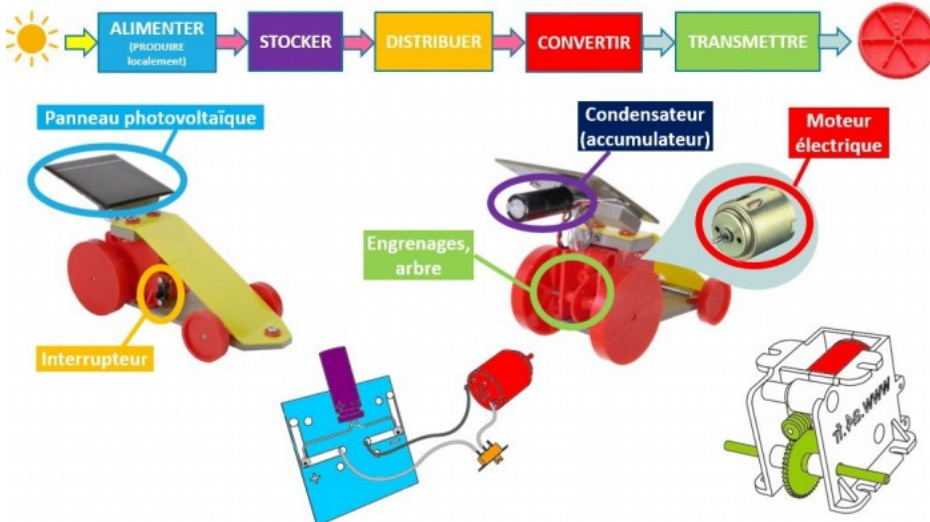 ALIMENTER
(PRODUIRE
localement)
STOCKER
DISTRIBUER
CONVERTIR
TRANSMETTRE
Panneau photovoltaïque
Condensateur
(accumulateur)
Moteur
électrique
Engrenages,
arbre
Interrupteur